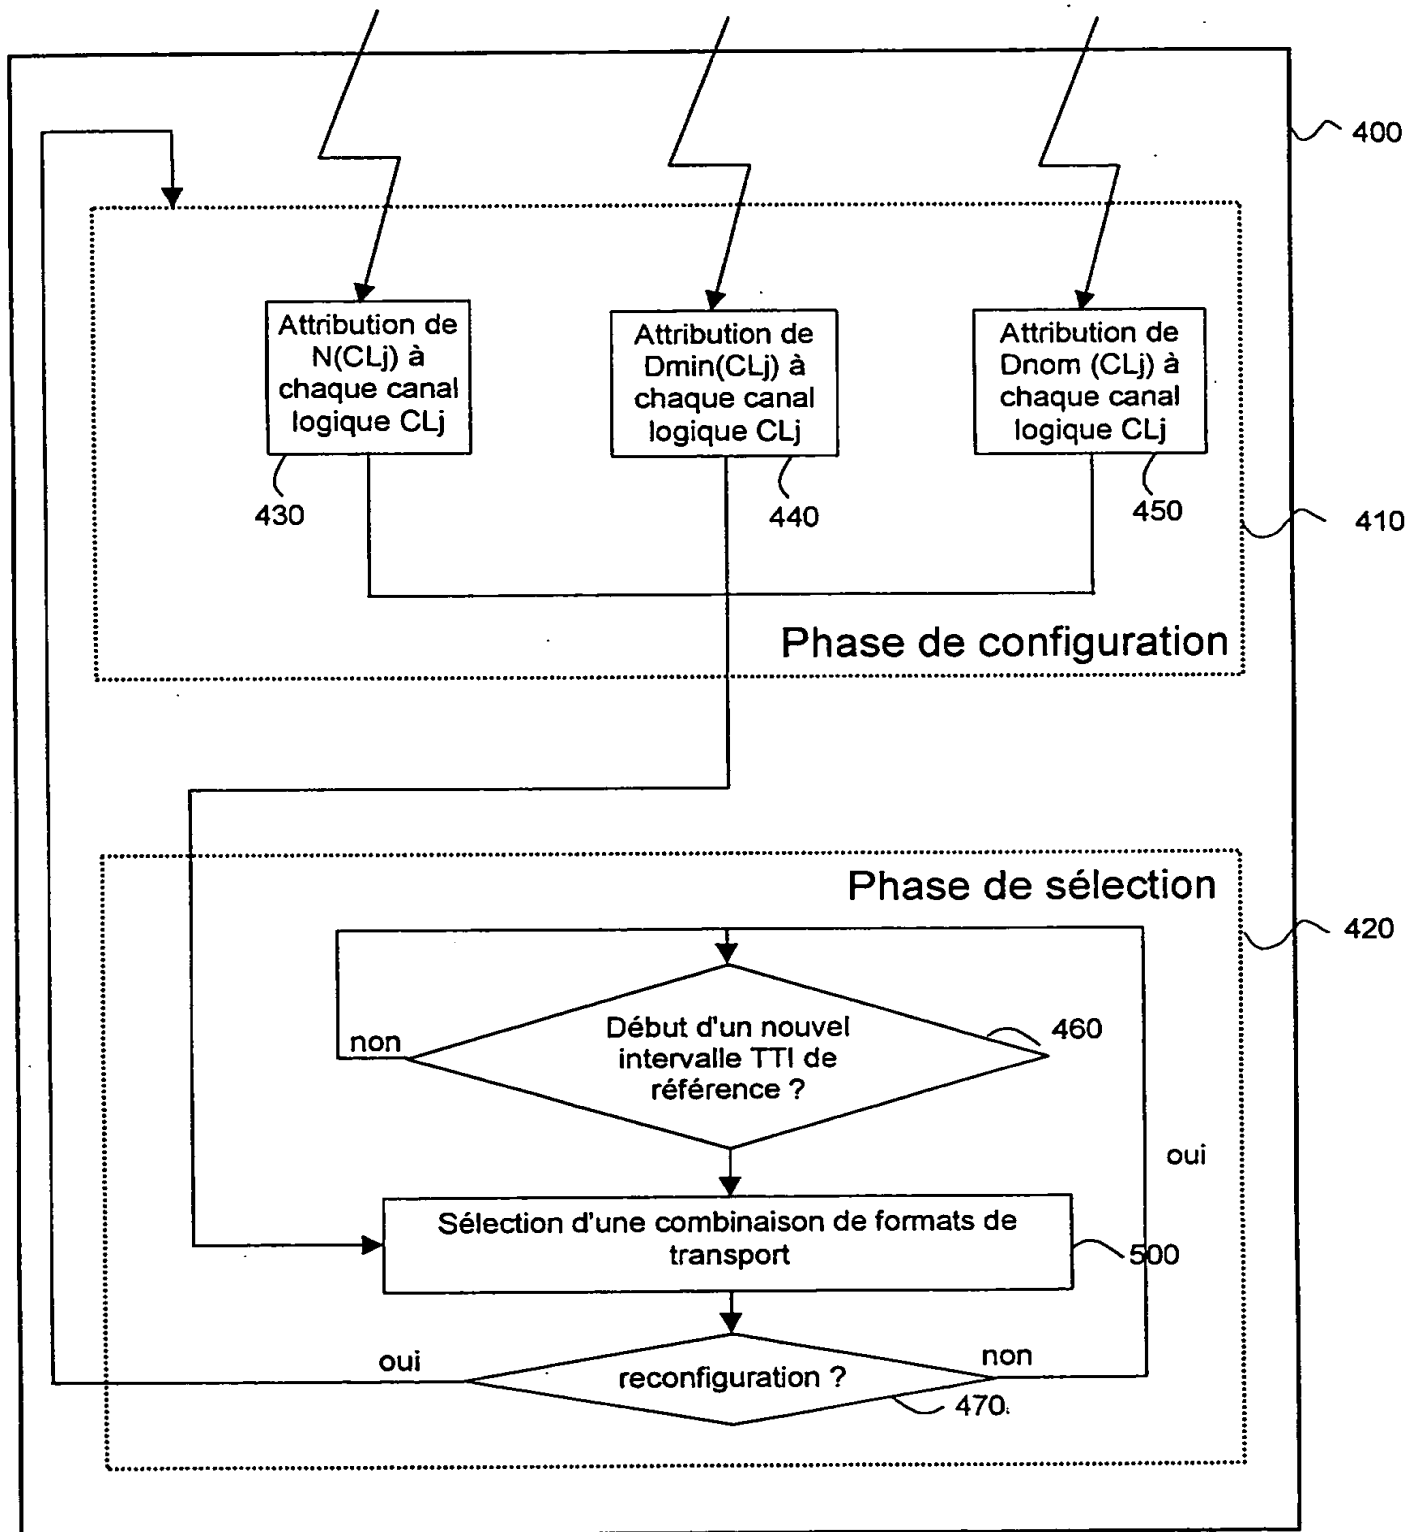 400
Attribution de
N(CLj) à
chaque canal
logique CLj
Attribution de
Dmin(CLj) à
chaque canal
logique CLj
Attribution de
Dnom (CLj) à
chaque canal
logique CLj
430
440
450
410
Phase de configuration
Phase de sélection
420
Début d'un nouvel
intervalle TTI de
référence ?
460
non
oui
Sélection d'une combinaison de formats de
transport
500
oui
reconfiguration ?
non
470